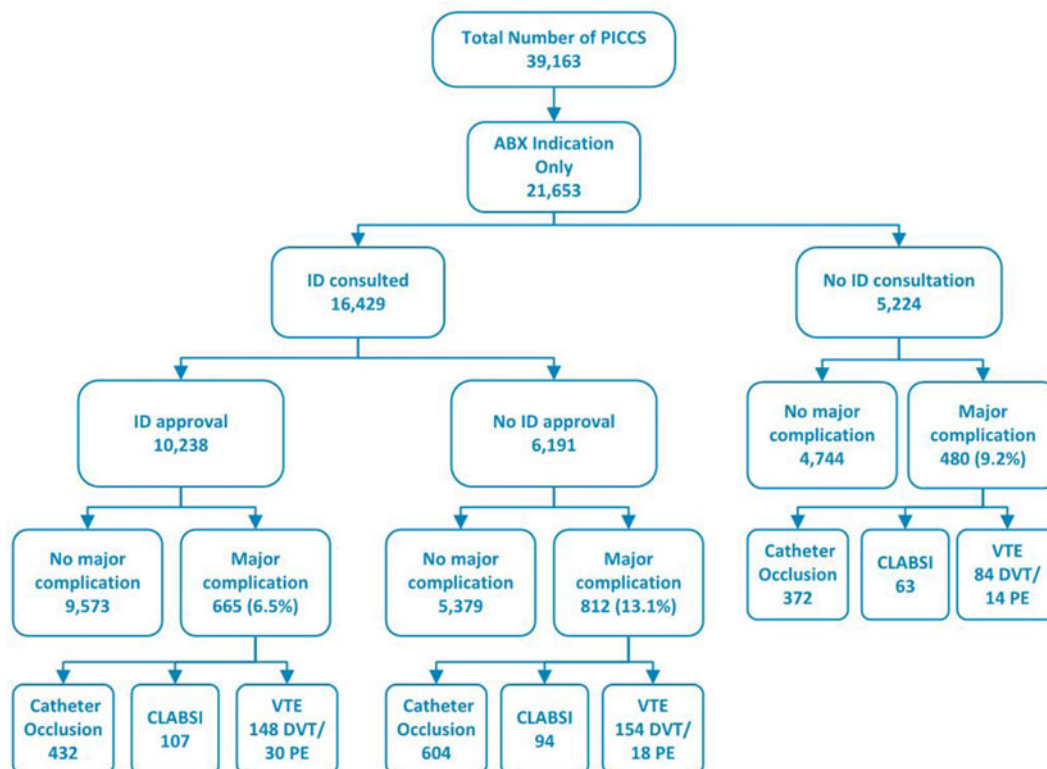 Total Number of PICCS
39,163
ABX Indication
Only
21,653
ID consulted
16,429
No ID consultation
5,224
ID approval
10,238
No ID approval
6,191
No major
complication
4,744
Major
complication
480 (9.2%)
No major
complication
9,573
Major
complication
665 (6.5%)
No major
complication
5,379
Major
complication
812 (13.1%)
Catheter
Occlusion
372
CLABSI
63
VTE
84 DVT/
14 PE
Catheter
Occlusion
432
CLABSI
107
VTE
148 DVT/
30 PE
Catheter
Occlusion
604
CLABSI
94
VTE
154 DVT/
18 PE